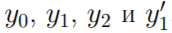 y₀, y₁, y₂ и y′₁